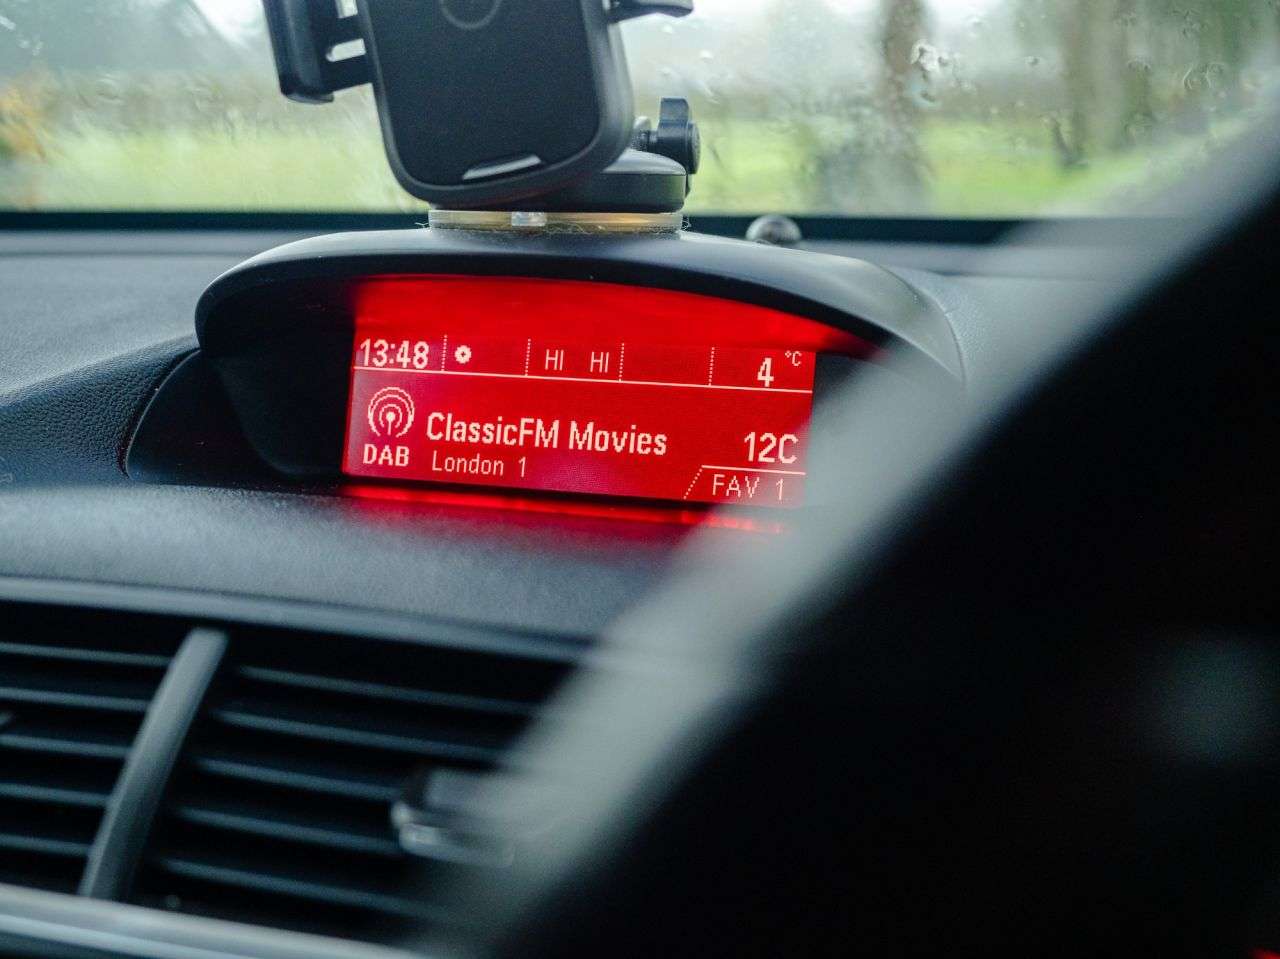 13:48 HI HI 4 °C
ClassicFM Movies 12C
DAB London 1
FAV 1